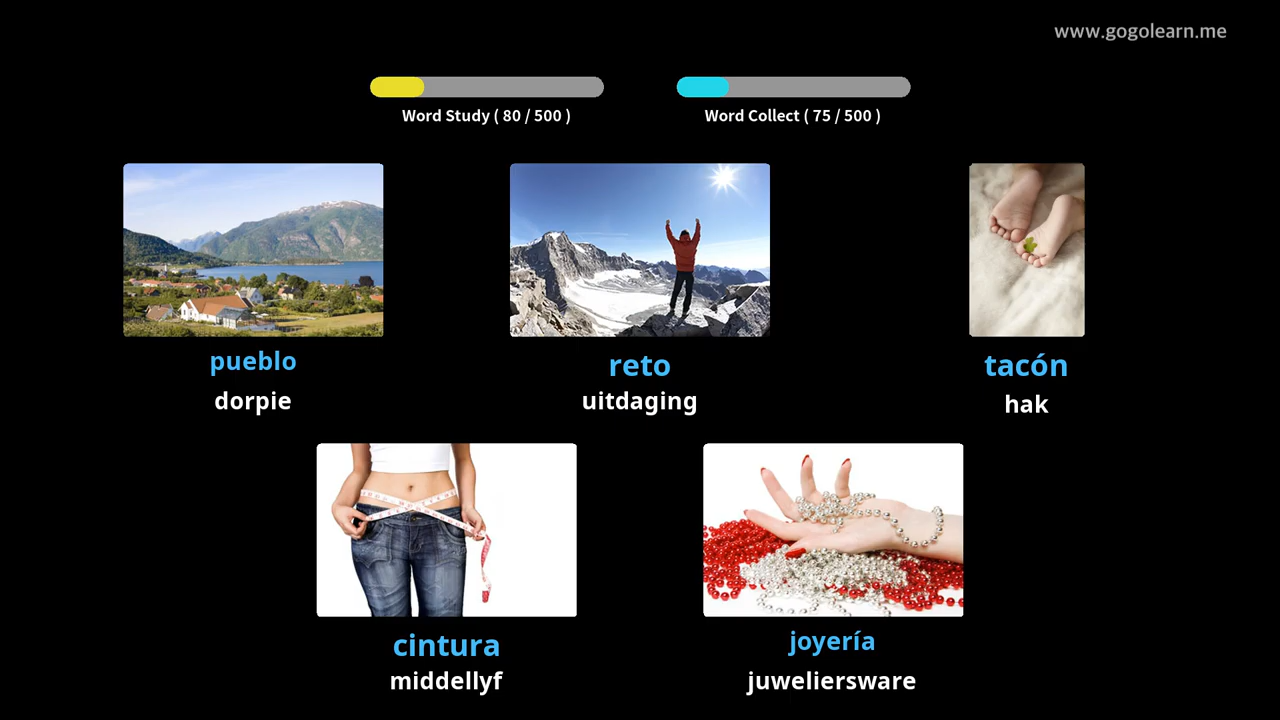 www.gogolearn.me
Word Study ( 80 / 500 )
Word Collect ( 75 / 500 )
pueblo
dorpie
reto
uitdaging
tacón
hak
cintura
middellyf
joyería
juweliersware